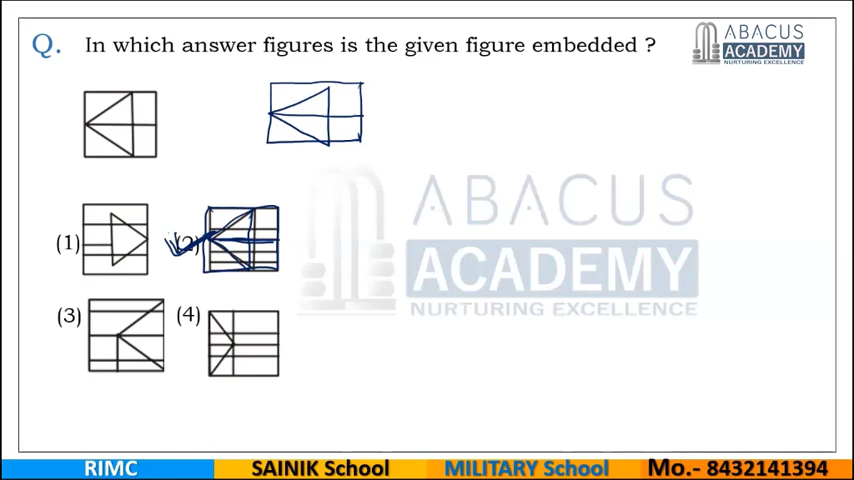 Q. In which answer figures is the given figure embedded ?
ABACUS
ACADEMY
NURTURING EXCELLENCE
(1)
(2)
(3)
(4)
ABACUS
ACADEMY
NURTURING EXCELLENCE
RIMC SAINIK School MILITARY School Mo.- 8432141394